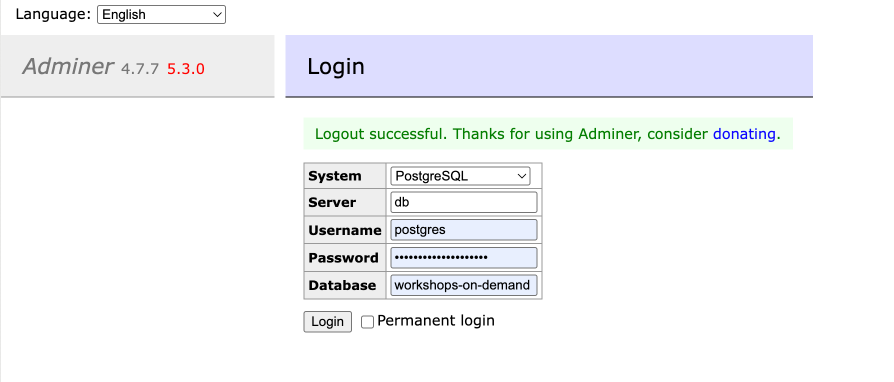 Language: English
Adminer 4.7.7 5.3.0
Login
Logout successful. Thanks for using Adminer, consider donating.
System PostgreSQL
Server db
Username postgres
Password ••••••••••••••••••••
Database workshops-on-demand
Login Permanent login